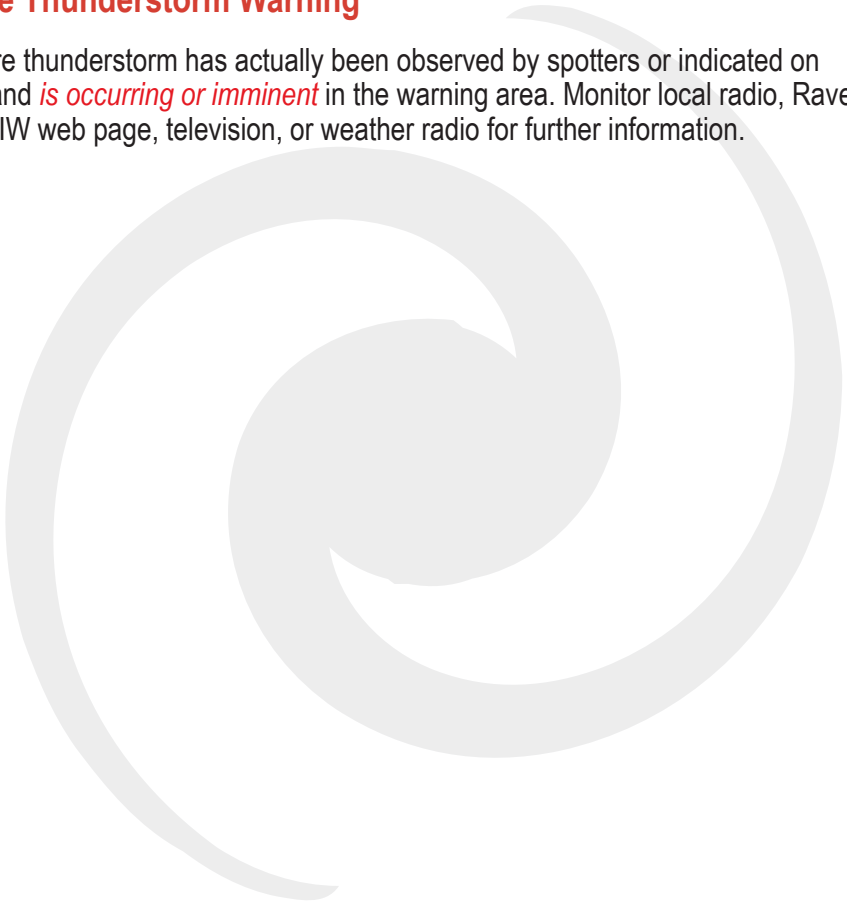 e Thunderstorm Warning
re thunderstorm has actually been observed by spotters or indicated on
and is occurring or imminent in the warning area. Monitor local radio, Rave
IW web page, television, or weather radio for further information.